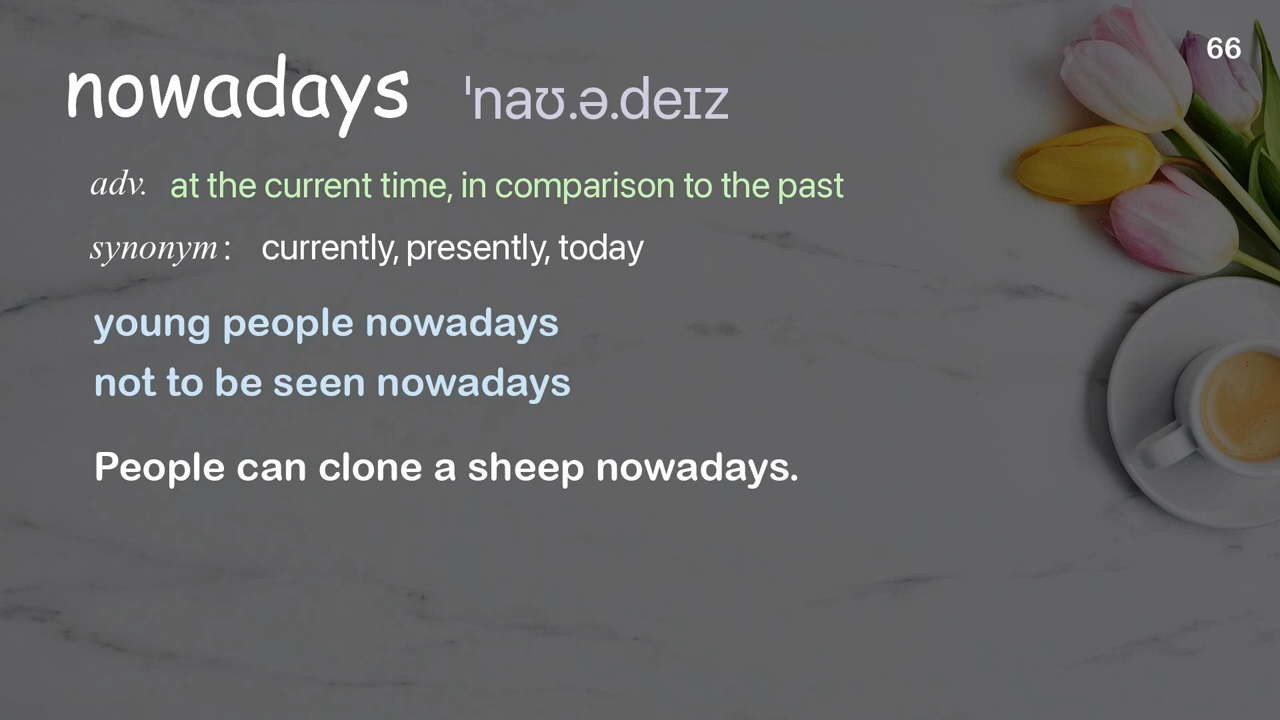 66
nowadays ˈnaʊ.ə.deɪz
adv. at the current time, in comparison to the past
synonym: currently, presently, today
young people nowadays
not to be seen nowadays
People can clone a sheep nowadays.